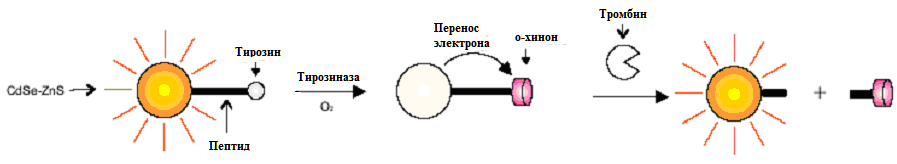 CdSe-ZnS
Тирозин
Пептид
Тирозиназа
O₂
Перенос
электрона
о-хинон
Тромбин
+